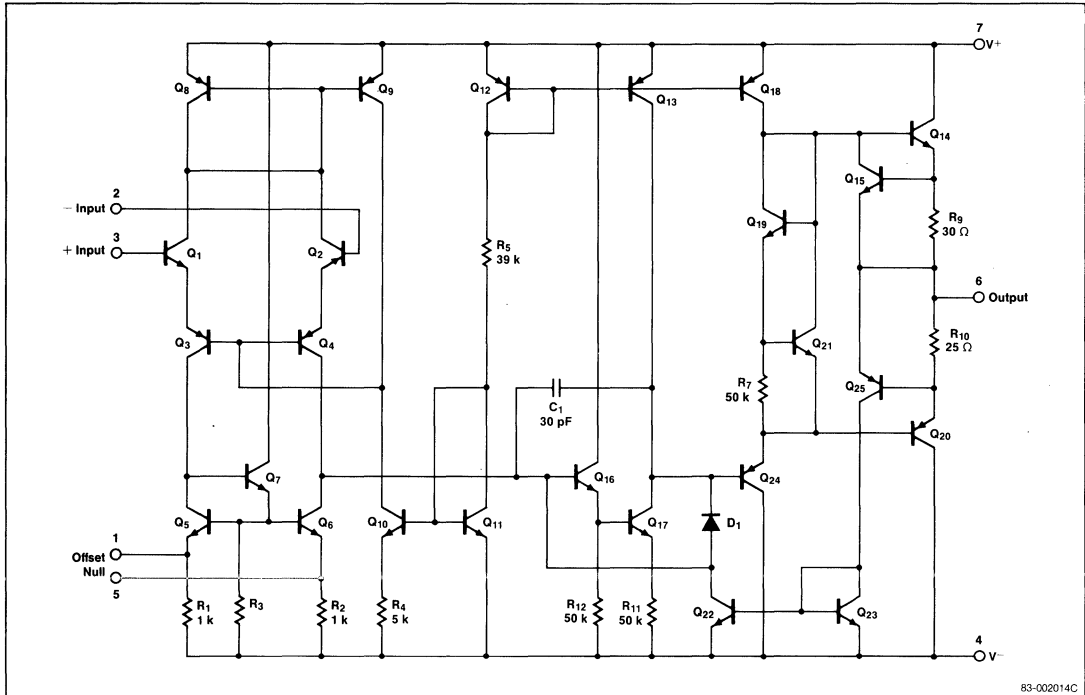 7
V+
Q8
Q9
Q12
Q13
Q18
Q14
Q15
2
− Input
3
+ Input
Q1
Q2
R5
39 k
Q19
R9
30 Ω
6
Output
Q3
Q4
Q21
R10
25 Ω
C1
30 pF
R7
50 k
Q25
Q20
Q7
Q16
Q24
Q5
Q6
Q10
Q11
Q17
D1
1
Offset
Null
5
R1
1 k
R3
R2
1 k
R4
5 k
R12
50 k
R11
50 k
Q22
Q23
4
V−
83-002014C